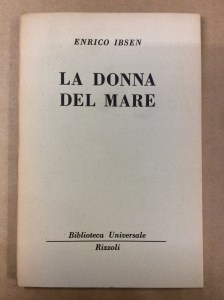 ENRICO IBSEN
LA DONNA
DEL MARE
Biblioteca Universale
Rizzoli